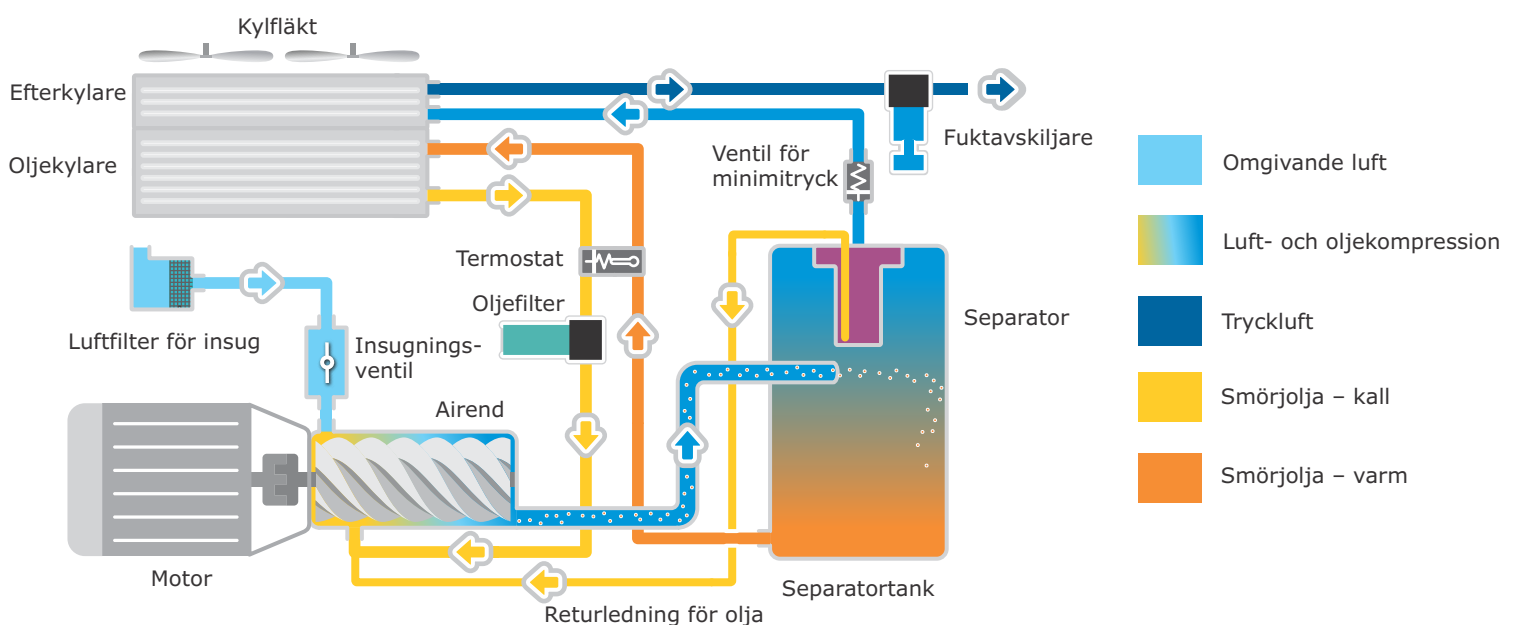 Kylfläkt
Efterkylare
Oljekylare
Ventil för
minimitryck
Fuktavskiljare
Omgivande luft
Luft- och oljekompression
Tryckluft
Smörjolja – kall
Smörjolja – varm
Termostat
Oljefilter
Luftfilter för insug
Insugnings-
ventil
Airend
Separator
Motor
Separatortank
Returledning för olja